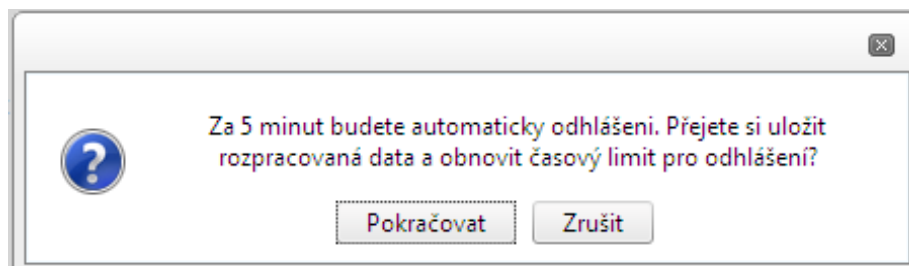 Za 5 minut budete automaticky odhlášeni. Přejete si uložit
rozpracovaná data a obnovit časový limit pro odhlášení?
Pokračovat Zrušit